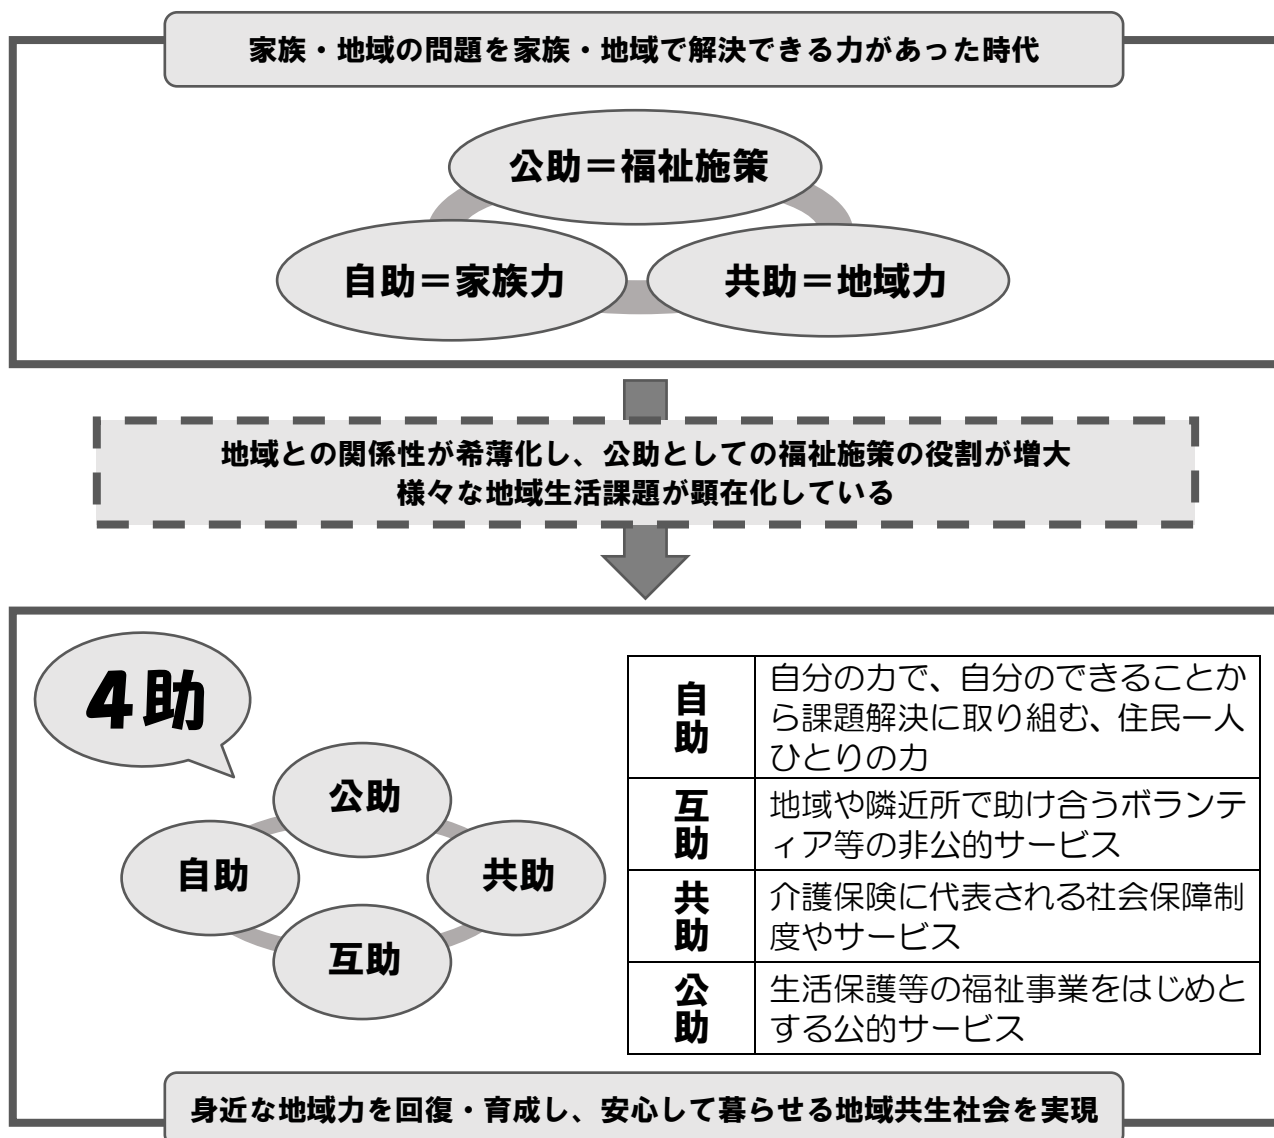 家族・地域の問題を家族・地域で解決できる力があった時代
公助＝福祉施策
自助＝家族力
共助＝地域力
地域との関係性が希薄化し、公助としての福祉施策の役割が増大
様々な地域生活課題が顕在化している
４助
公助
自助
共助
互助
自助
自分の力で、自分のできることか
ら課題解決に取り組む、住民一人
ひとりの力
互助
地域や隣近所で助け合うボランテ
ィア等の非公的サービス
共助
介護保険に代表される社会保障制
度やサービス
公助
生活保護等の福祉事業をはじめと
する公的サービス
身近な地域力を回復・育成し、安心して暮らせる地域共生社会を実現